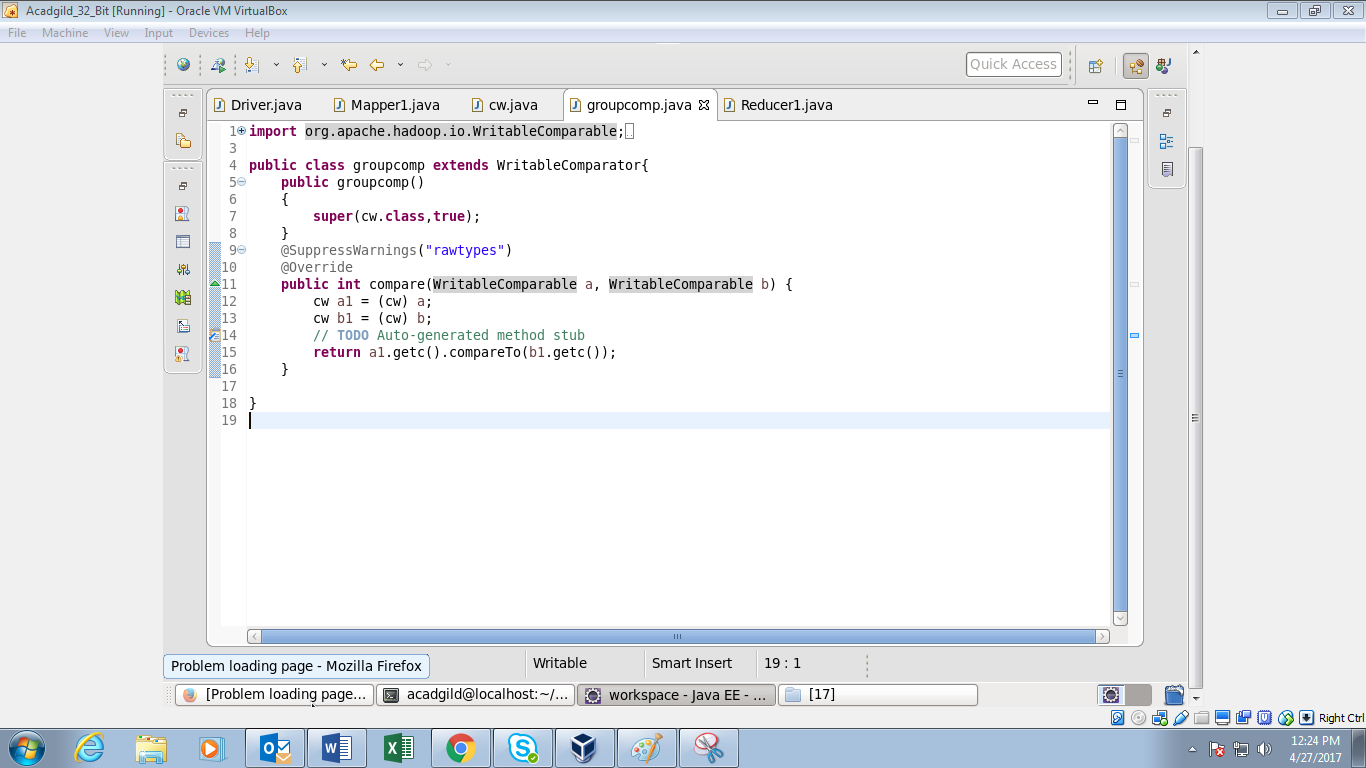 Acadgild_32_Bit [Running] - Oracle VM VirtualBox
File Machine View Input Devices Help
Quick Access
Driver.java Mapper1.java cw.java groupcomp.java Reducer1.java
1 import org.apache.hadoop.io.WritableComparable;
3
4 public class groupcomp extends WritableComparator{
5 public groupcomp()
6 {
7 super(cw.class,true);
8 }
9 @SuppressWarnings("rawtypes")
10 @Override
11 public int compare(WritableComparable a, WritableComparable b) {
12 cw a1 = (cw) a;
13 cw b1 = (cw) b;
14 // TODO Auto-generated method stub
15 return a1.getc().compareTo(b1.getc());
16 }
17
18 }
19
Problem loading page - Mozilla Firefox Writable Smart Insert 19 : 1
[Problem loading page... acadgild@localhost:~/... workspace - Java EE - ... [17]
Right Ctrl
12:24 PM
4/27/2017